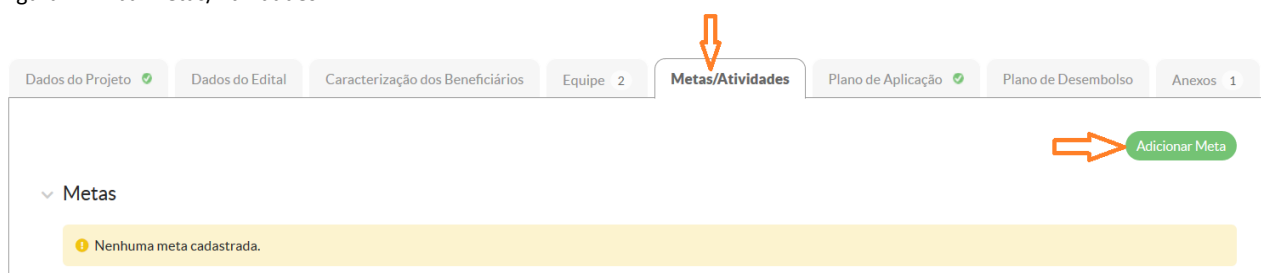 Dados do Projeto Dados do Edital Caracterização dos Beneficiários Equipe 2 Metas/Atividades Plano de Aplicação Plano de Desembolso Anexos 1
Adicionar Meta
Metas
Nenhuma meta cadastrada.